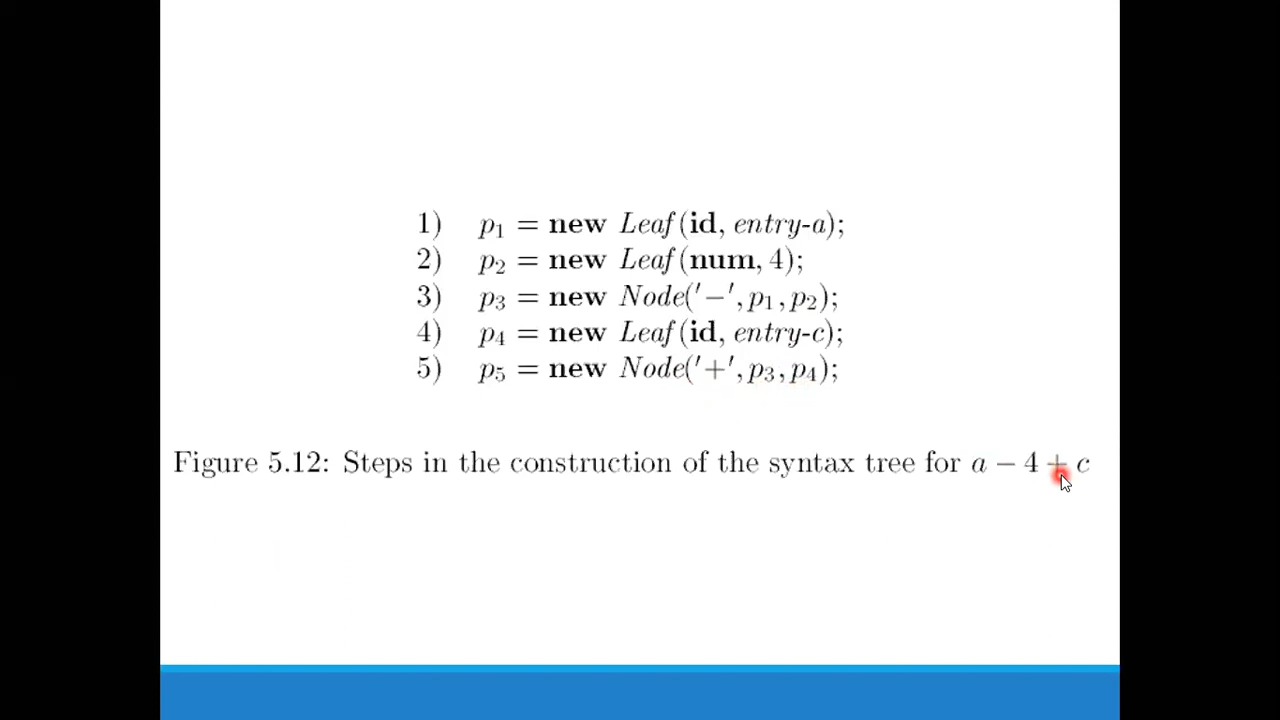 1) p₁ = new Leaf(id, entry-a);
2) p₂ = new Leaf(num, 4);
3) p₃ = new Node('−', p₁, p₂);
4) p₄ = new Leaf(id, entry-c);
5) p₅ = new Node('+', p₃, p₄);
Figure 5.12: Steps in the construction of the syntax tree for a − 4 + c